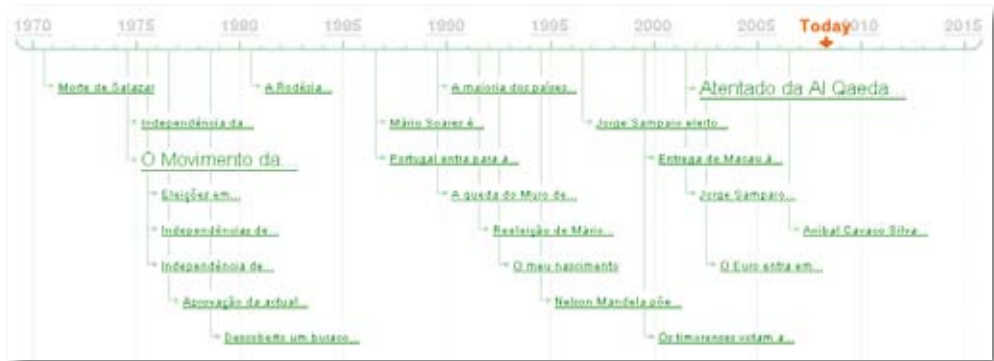 1970 1975 1980 1985 1990 1995 2000 2005 2010 2015
Today
Morte de Salazar
A Rodésia...
A maioria dos países...
Atentado da Al Qaeda...
Independência da...
Mário Soares é...
Jorge Sampaio eleito...
O Movimento da...
Portugal entra para a...
Entrega de Macau à...
Eleições em...
A queda do Muro de...
Jorge Sampaio...
Independências de...
Reeleição de Mário...
Aníbal Cavaco Silva...
Independência de...
O meu nascimento
O Euro entra em...
Aprovação da actual...
Nelson Mandela põe...
Descoberto um buraco...
Os timorenses votam a...